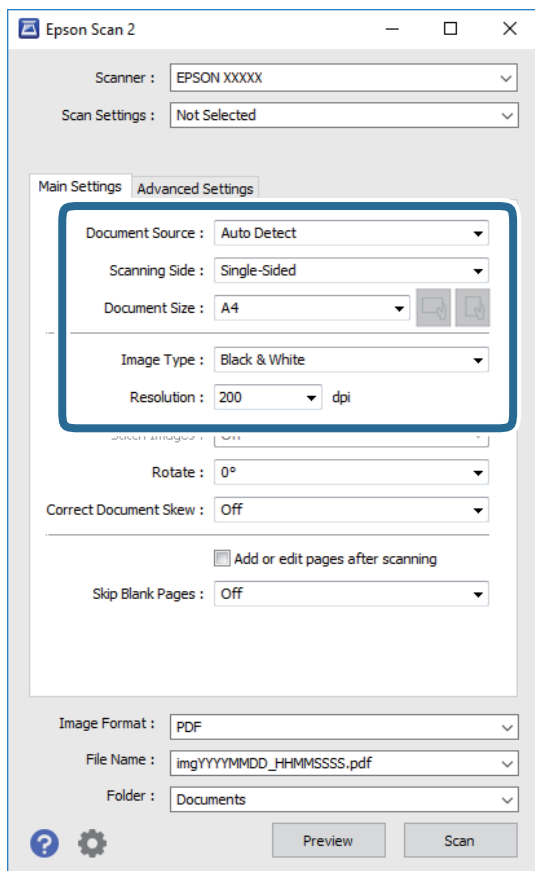 Epson Scan 2
Scanner : EPSON XXXXX
Scan Settings : Not Selected
Main Settings Advanced Settings
Document Source : Auto Detect
Scanning Side : Single-Sided
Document Size : A4
Image Type : Black & White
Resolution : 200 dpi
Stitch Images : Off
Rotate : 0°
Correct Document Skew : Off
Add or edit pages after scanning
Skip Blank Pages : Off
Image Format : PDF
File Name : imgYYYYMMDD_HHMMSSSS.pdf
Folder : Documents
? Preview Scan